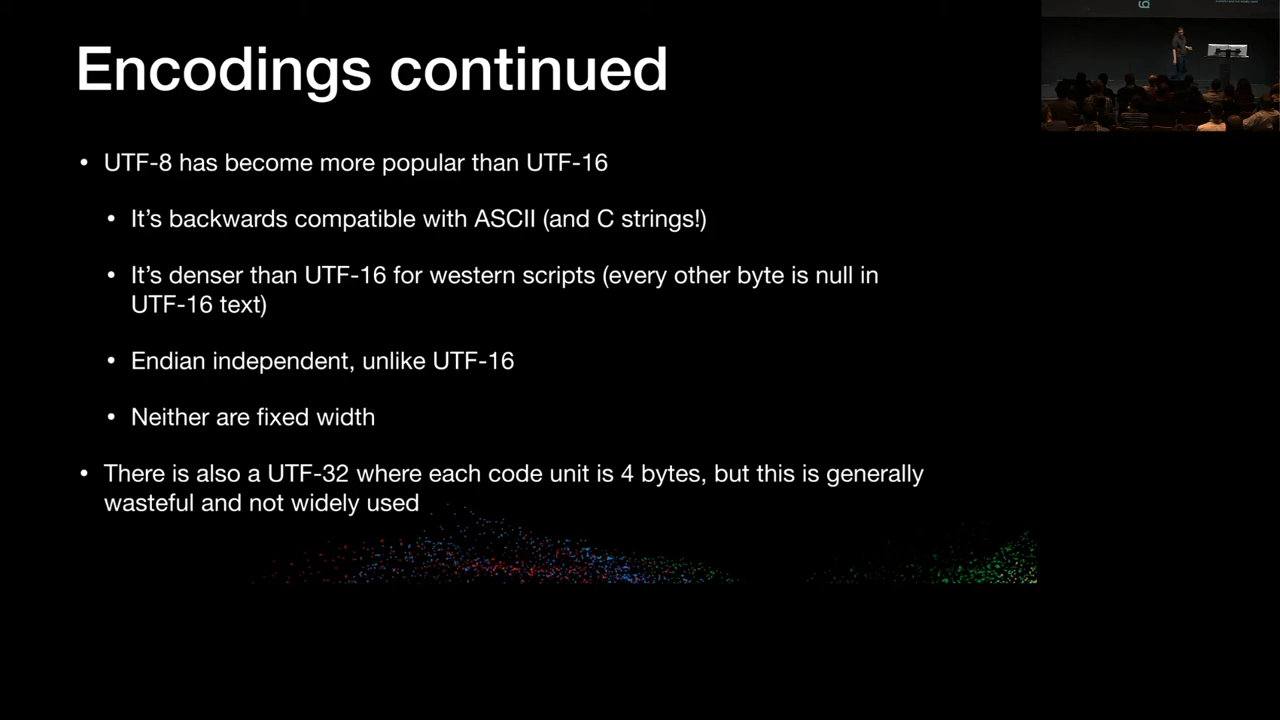 Encodings continued
• UTF-8 has become more popular than UTF-16
• It’s backwards compatible with ASCII (and C strings!)
• It’s denser than UTF-16 for western scripts (every other byte is null in
UTF-16 text)
• Endian independent, unlike UTF-16
• Neither are fixed width
• There is also a UTF-32 where each code unit is 4 bytes, but this is generally
wasteful and not widely used